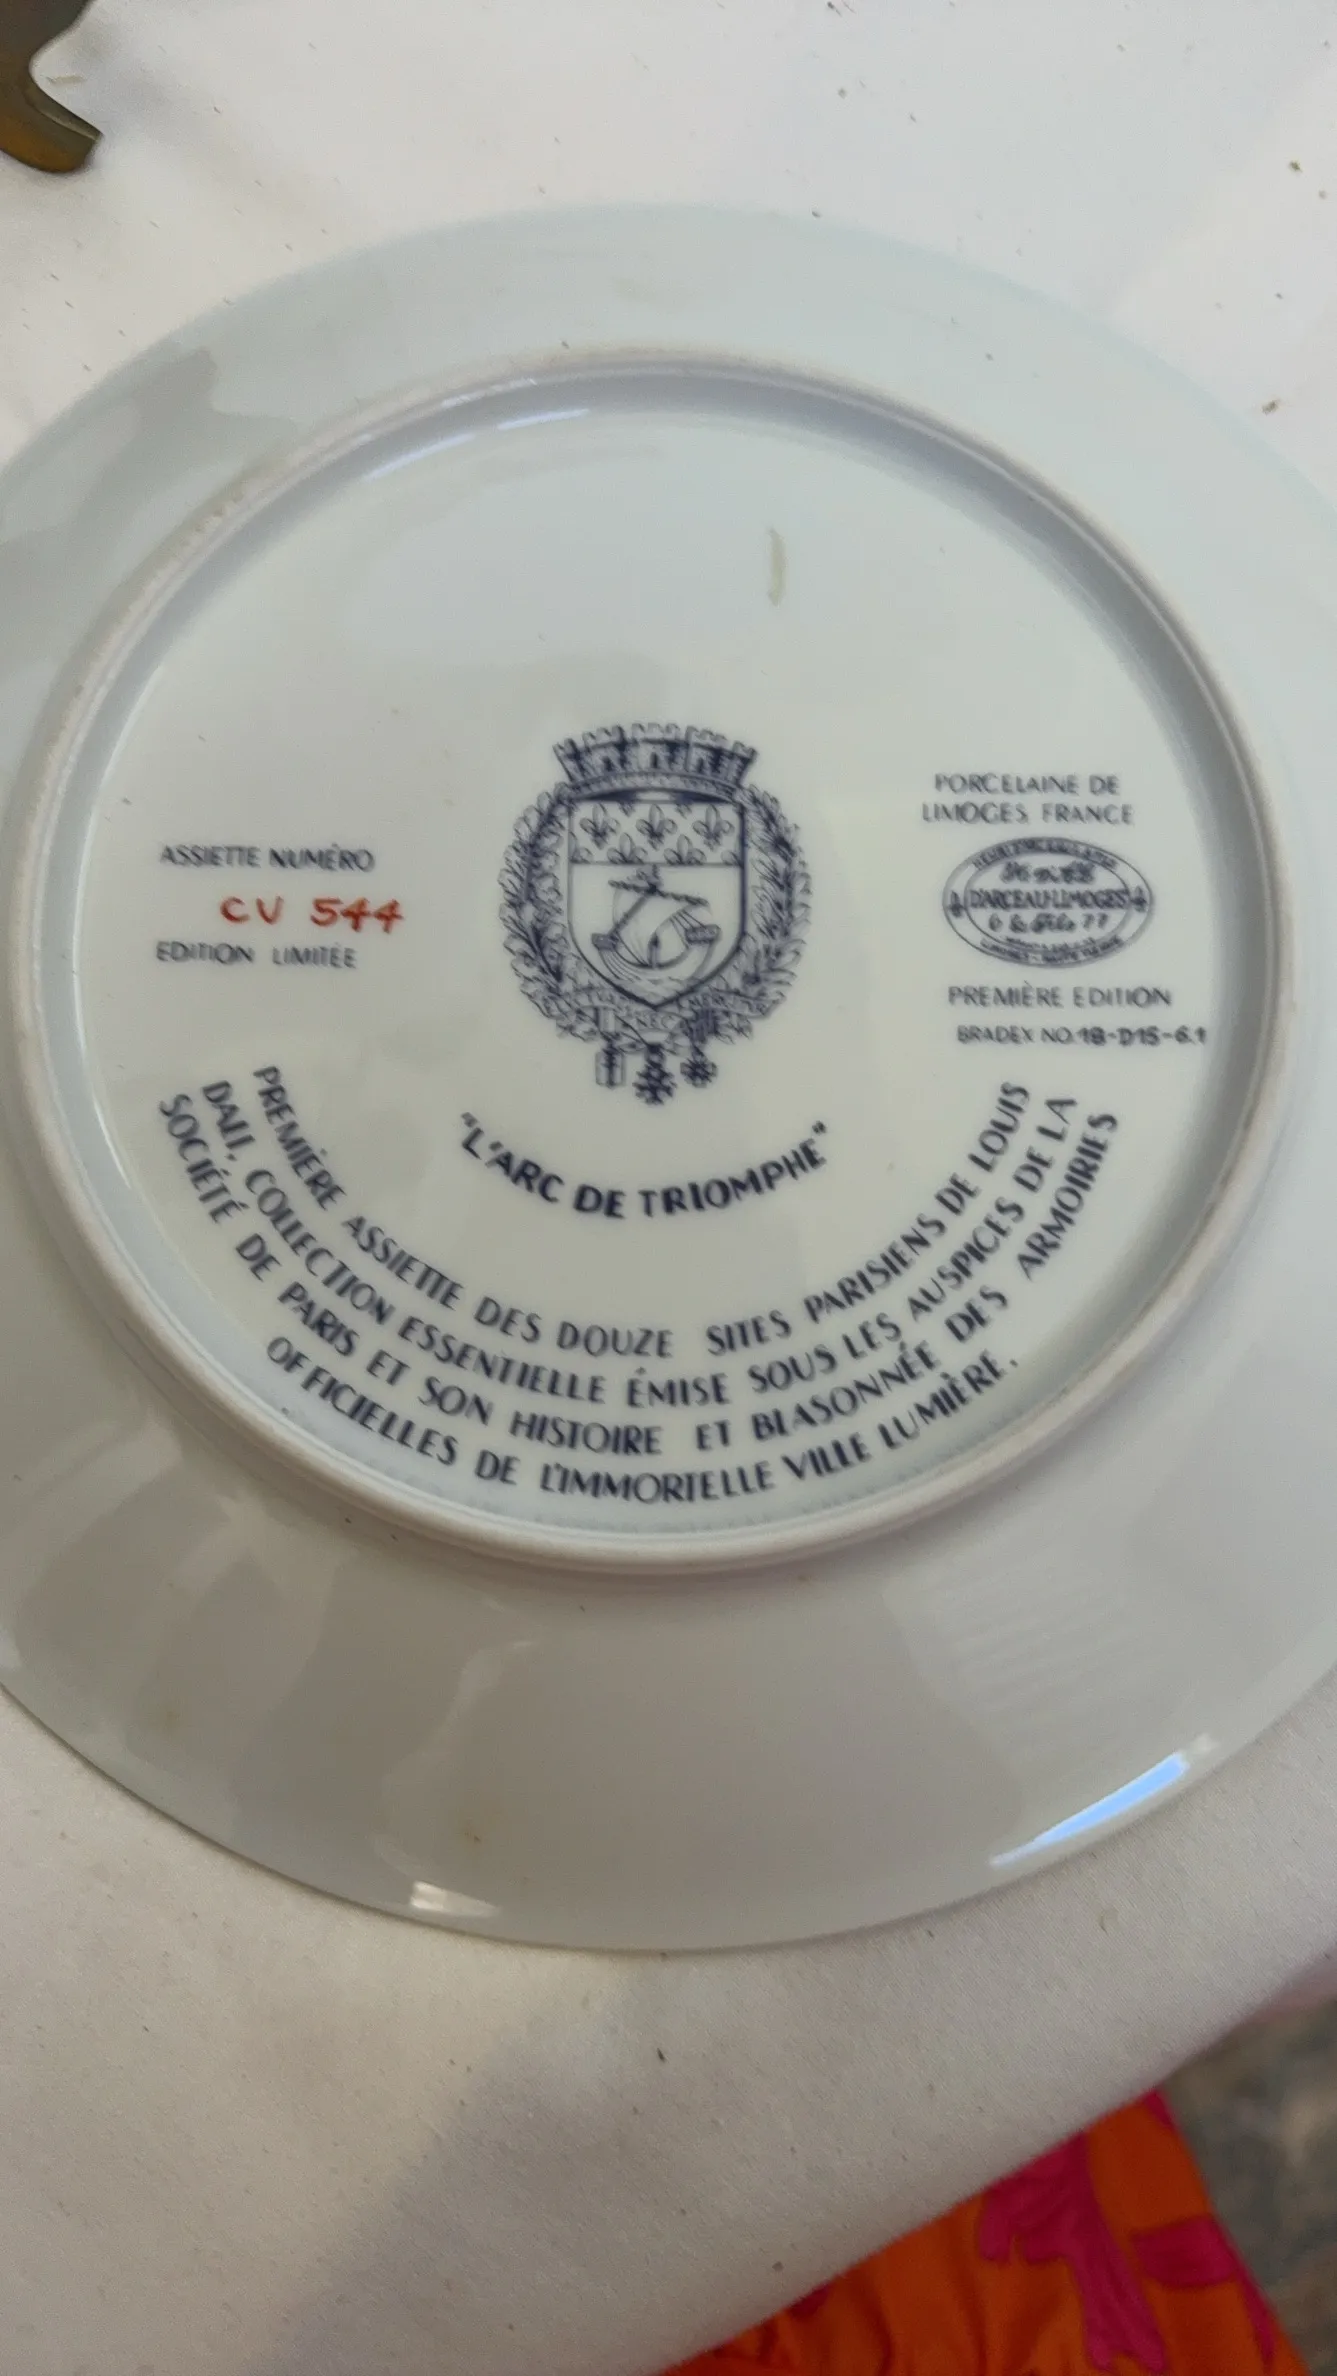 ASSIETTE NUMÉRO
CV 544
EDITION LIMITÉE
PORCELAINE DE
LIMOGES FRANCE
D'ARCEAU-LIMOGES
PREMIÈRE EDITION
BRADEX NO.18-D15-6.1
"L'ARC DE TRIOMPHE"
PREMIÈRE ASSIETTE DES DOUZE SITES PARISIENS DE LOUIS
DALI, COLLECTION ESSENTIELLE ÉMISE SOUS LES AUSPICES DE LA
SOCIÉTÉ DE PARIS ET SON HISTOIRE ET BLASONNÉE DES ARMOIRIES
OFFICIELLES DE L'IMMORTELLE VILLE LUMIÈRE.